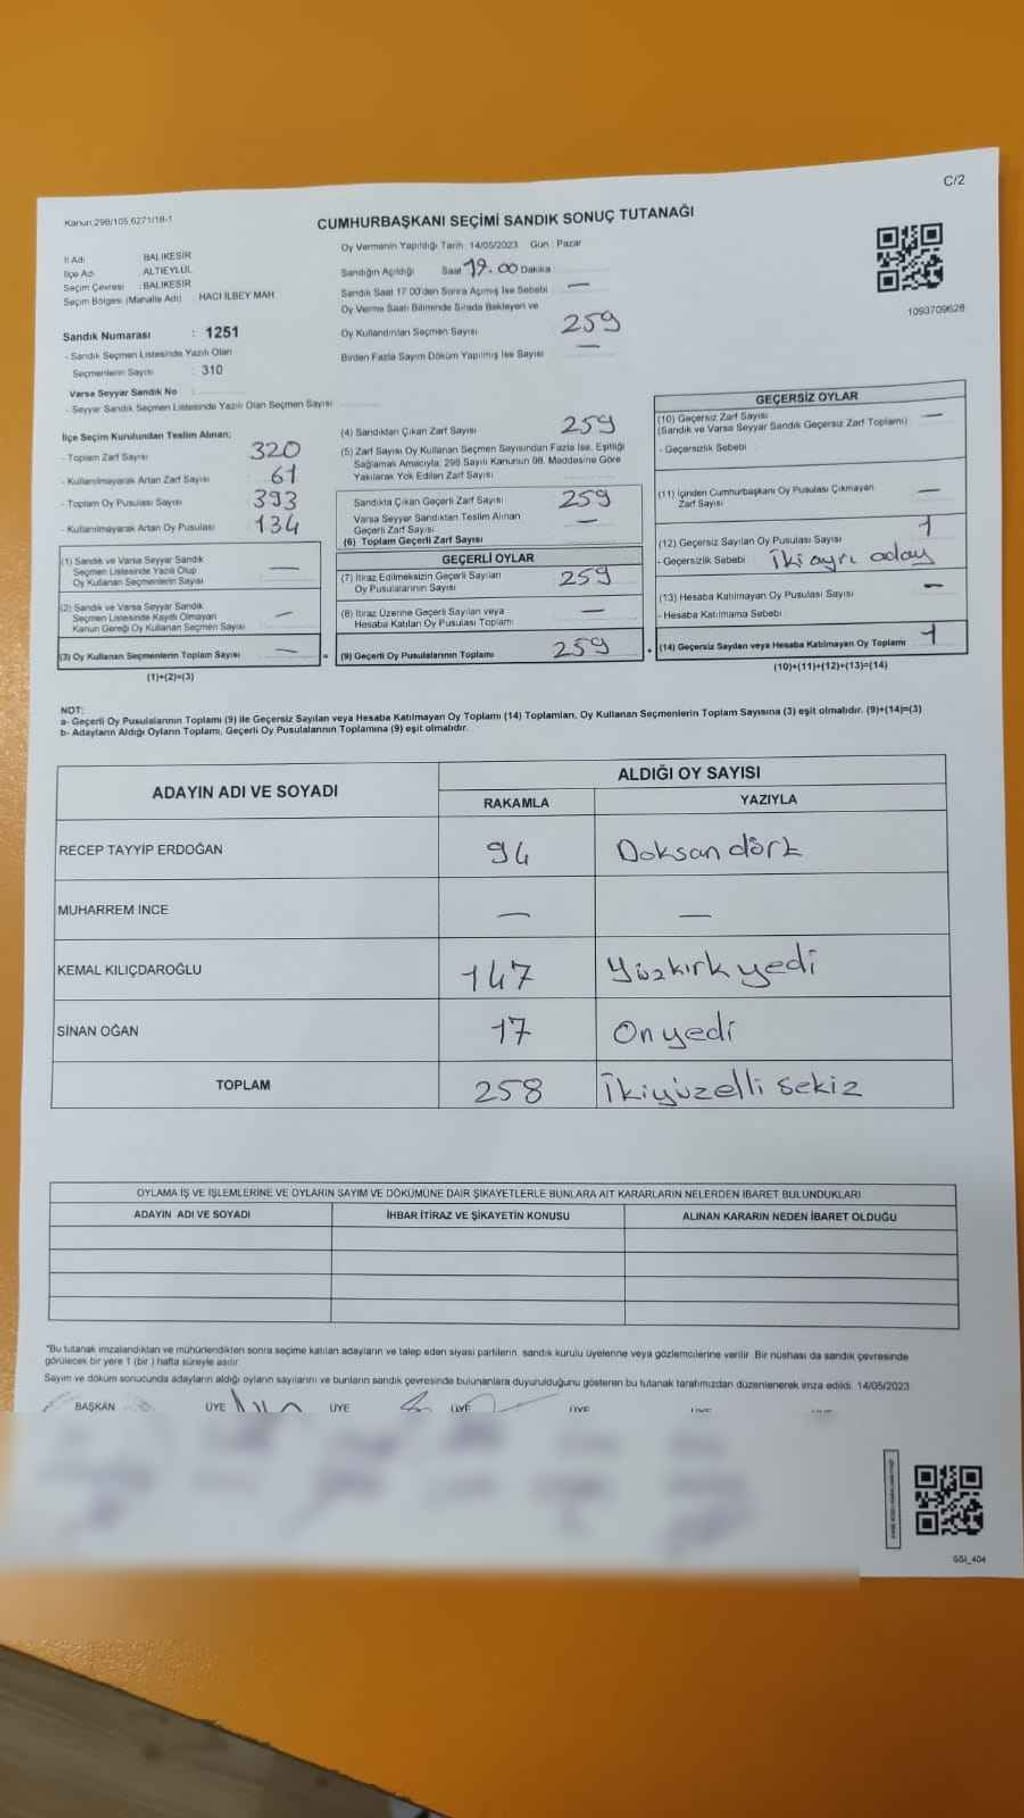 C/2
Kanun:298/105,6271/18-1
CUMHURBAŞKANI SEÇİMİ SANDIK SONUÇ TUTANAĞI
İl Adı BALIKESİR
İlçe Adı ALTIEYLÜL
Seçim Çevresi : BALIKESİR
Seçim Bölgesi (Mahalle Adı) HACI İLBEY MAH.
Oy Vermenin Yapıldığı Tarih: 14/05/2023 Gün : Pazar
Sandığın Açıldığı Saat 19.00 Dakika
Sandık Saat 17.00'den Sonra Açılmış İse Sebebi —
Oy Verme Saati Bitiminde Sırada Bekleyen ve
Oy Kullandırılan Seçmen Sayısı 259
Birden Fazla Sayım Döküm Yapılmış İse Sayısı —
1093709628
Sandık Numarası : 1251
- Sandık Seçmen Listesinde Yazılı Olan
Seçmenlerin Sayısı : 310
Varsa Seyyar Sandık No
- Seyyar Sandık Seçmen Listesinde Yazılı Olan Seçmen Sayısı
İlçe Seçim Kurulundan Teslim Alınan;
- Toplam Zarf Sayısı 320
- Kullanılmayarak Artan Zarf Sayısı 61
- Toplam Oy Pusulası Sayısı 393
- Kullanılmayarak Artan Oy Pusulası 134
(1) Sandık ve Varsa Seyyar Sandık
Seçmen Listesinde Yazılı Olup
Oy Kullanan Seçmenlerin Sayısı —
(2) Sandık ve Varsa Seyyar Sandık
Seçmen Listesinde Kayıtlı Olmayan
Kanun Gereği Oy Kullanan Seçmen Sayısı —
(3) Oy Kullanan Seçmenlerin Toplam Sayısı —
(1)+(2)=(3)
(4) Sandıktan Çıkan Zarf Sayısı 259
(5) Zarf Sayısı Oy Kullanan Seçmen Sayısından Fazla İse, Eşitliği
Sağlamak Amacıyla, 298 Sayılı Kanunun 98. Maddesine Göre
Yakılarak Yok Edilen Zarf Sayısı
Sandıkta Çıkan Geçerli Zarf Sayısı 259
Varsa Seyyar Sandıktan Teslim Alınan
Geçerli Zarf Sayısı —
(6) Toplam Geçerli Zarf Sayısı
GEÇERLİ OYLAR
(7) İtiraz Edilmeksizin Geçerli Sayılan
Oy Pusulalarının Sayısı 259
(8) İtiraz Üzerine Geçerli Sayılan veya
Hesaba Katılan Oy Pusulası Toplamı —
= (9) Geçerli Oy Pusulalarının Toplamı 259
GEÇERSİZ OYLAR
(10) Geçersiz Zarf Sayısı —
(Sandık ve Varsa Seyyar Sandık Geçersiz Zarf Toplamı)
- Geçersizlik Sebebi
(11) İçinden Cumhurbaşkanı Oy Pusulası Çıkmayan
Zarf Sayısı —
(12) Geçersiz Sayılan Oy Pusulası Sayısı 1
- Geçersizlik Sebebi İki ayrı aday
(13) Hesaba Katılmayan Oy Pusulası Sayısı —
- Hesaba Katılmama Sebebi
+ (14) Geçersiz Sayılan veya Hesaba Katılmayan Oy Toplamı 1
(10)+(11)+(12)+(13)=(14)
NOT:
a- Geçerli Oy Pusulalarının Toplamı (9) ile Geçersiz Sayılan veya Hesaba Katılmayan Oy Toplamı (14) Toplamları, Oy Kullanan Seçmenlerin Toplam Sayısına (3) eşit olmalıdır. (9)+(14)=(3)
b- Adayların Aldığı Oyların Toplamı, Geçerli Oy Pusulalarının Toplamına (9) eşit olmalıdır.
ADAYIN ADI VE SOYADI ALDIĞI OY SAYISI
RAKAMLA YAZIYLA
RECEP TAYYİP ERDOĞAN 94 Doksan dört
MUHARREM İNCE — —
KEMAL KILIÇDAROĞLU 147 Yüzkırk yedi
SİNAN OĞAN 17 On yedi
TOPLAM 258 İkiyüzelli sekiz
OYLAMA İŞ VE İŞLEMLERİNE VE OYLARIN SAYIM VE DÖKÜMÜNE DAİR ŞİKAYETLERLE BUNLARA AİT KARARLARIN NELERDEN İBARET BULUNDUKLARI
ADAYIN ADI VE SOYADI İHBAR İTİRAZ VE ŞİKAYETİN KONUSU ALINAN KARARIN NEDEN İBARET OLDUĞU
"Bu tutanak imzalandıktan ve mühürlendikten sonra seçime katılan adayların ve talep eden siyasi partilerin, sandık kurulu üyelerine veya gözlemcilerine verilir. Bir nüshası da sandık çevresinde
görülecek bir yere 1 (bir ) hafta süreyle asılır.
Sayım ve döküm sonucunda adayların aldığı oyların sayılarını ve bunların sandık çevresinde bulunanlara duyurulduğunu gösteren bu tutanak tarafımızdan düzenlenerek imza edildi. 14/05/2023
BAŞKAN ÜYE ÜYE ÜYE ÜYE
GSI_404